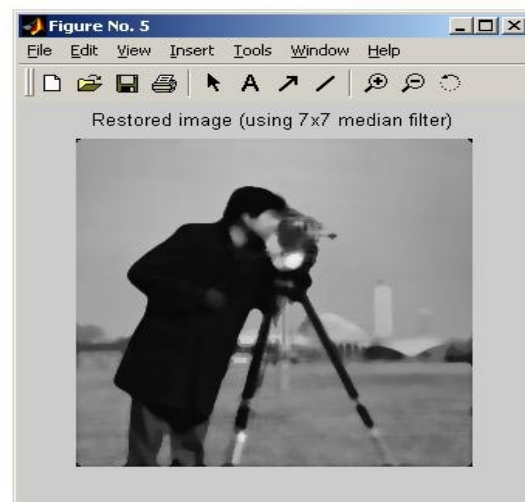 Figure No. 5
File Edit View Insert Tools Window Help
A
Restored image (using 7x7 median filter)